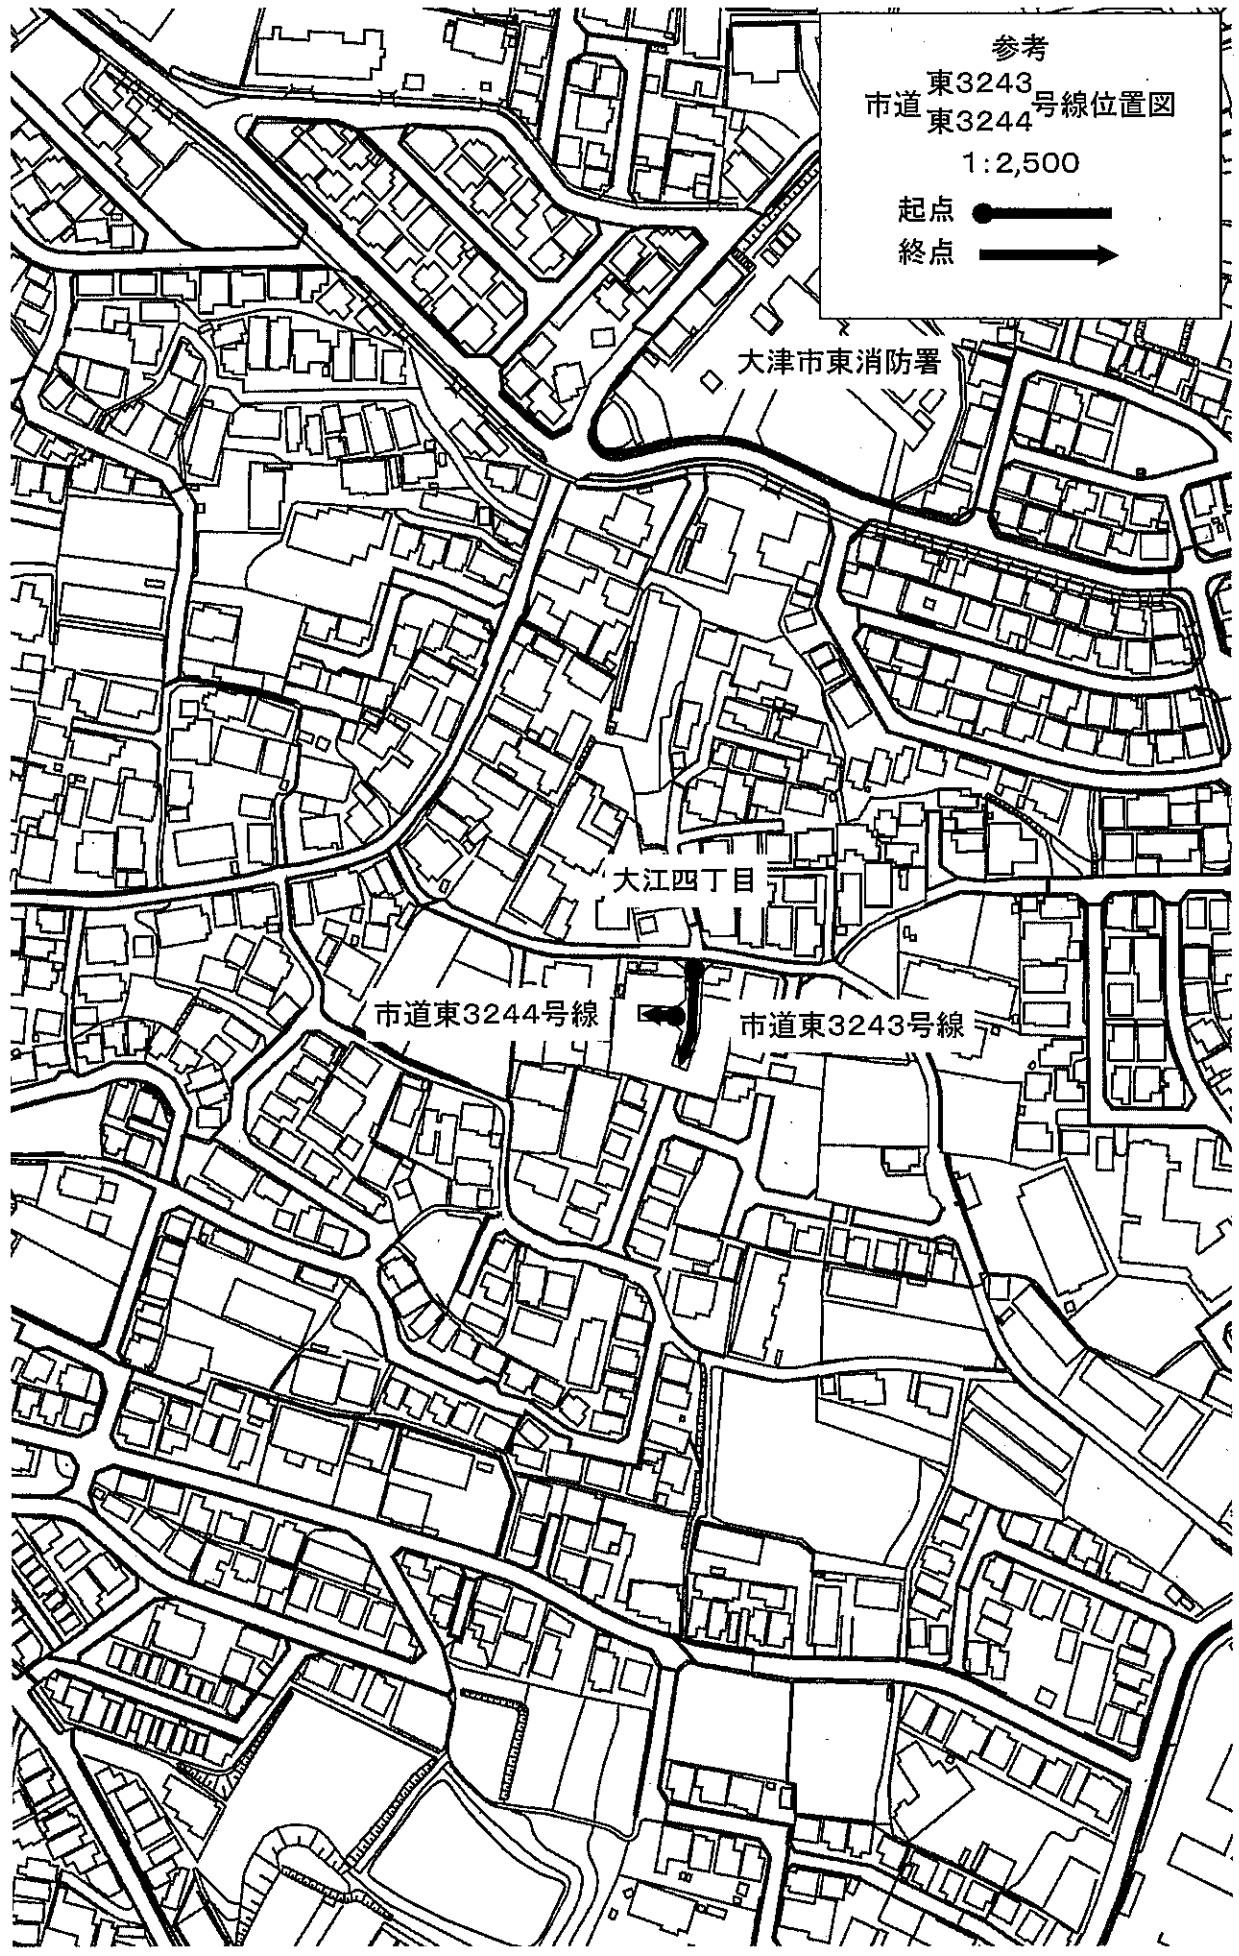 参考
市道 東3243 号線位置図
東3244
1:2,500
起点
終点
大津市東消防署
大江四丁目
市道東3244号線
市道東3243号線